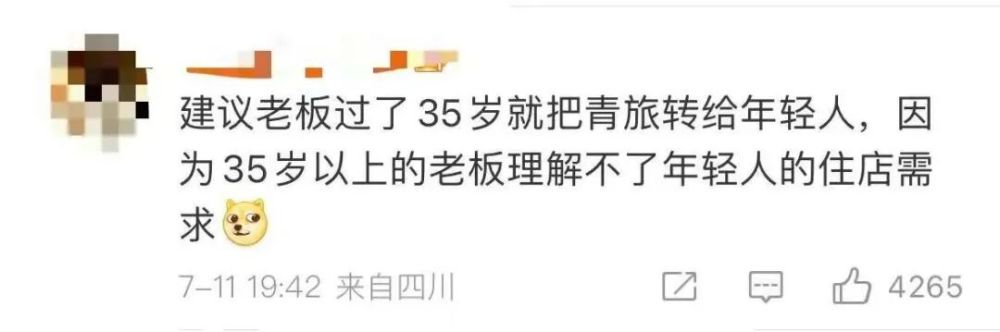 建议老板过了35岁就把青旅转给年轻人，因
为35岁以上的老板理解不了年轻人的住店需
求
7-11 19:42 来自四川
4265